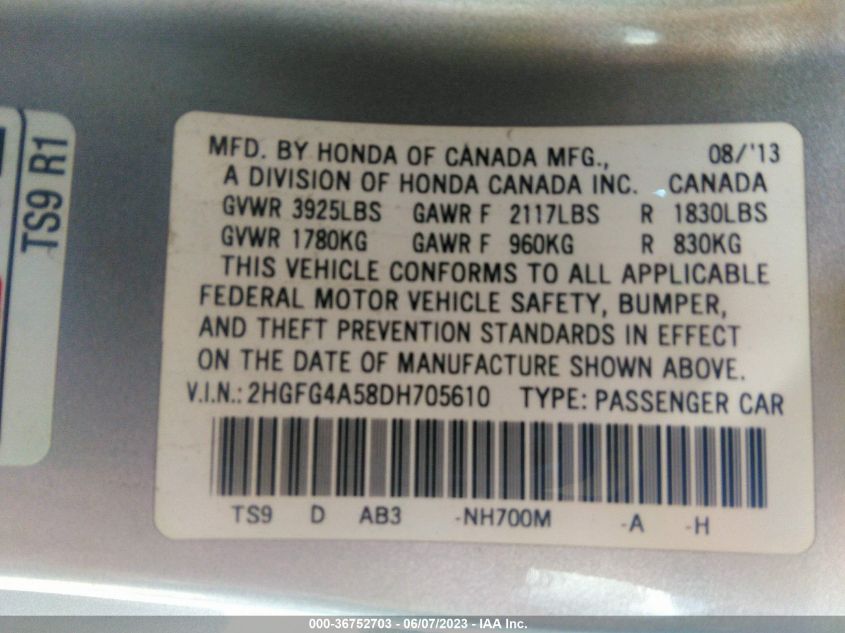 TS9 R1
MFD. BY HONDA OF CANADA MFG., 08/'13
A DIVISION OF HONDA CANADA INC. CANADA
GVWR 3925LBS GAWR F 2117LBS R 1830LBS
GVWR 1780KG GAWR F 960KG R 830KG
THIS VEHICLE CONFORMS TO ALL APPLICABLE
FEDERAL MOTOR VEHICLE SAFETY, BUMPER,
AND THEFT PREVENTION STANDARDS IN EFFECT
ON THE DATE OF MANUFACTURE SHOWN ABOVE.
V.I.N.: 2HGFG4A58DH705610 TYPE: PASSENGER CAR
TS9 D AB3 -NH700M -A -H
000-36752703 - 06/07/2023 - IAA Inc.